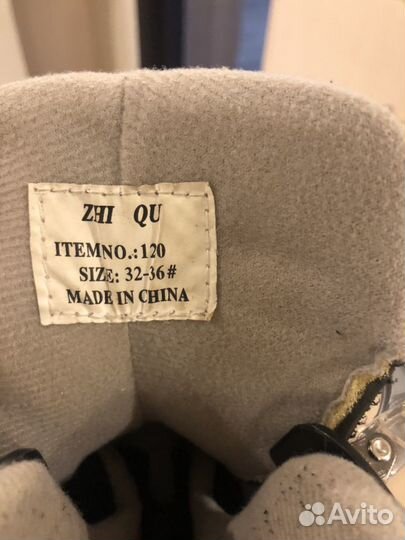 ZHI QU
ITEMNO.:120
SIZE: 32-36#
MADE IN CHINA
Avito